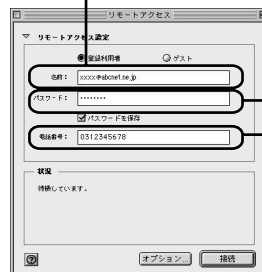 リモートアクセス
リモートアクセス設定
登録利用者 ゲスト
名前： xxxx@abcnet.ne.jp
パスワード： ••••••••
パスワードを保存
電話番号： 0312345678
状況
待機しています。
? オプション... 接続